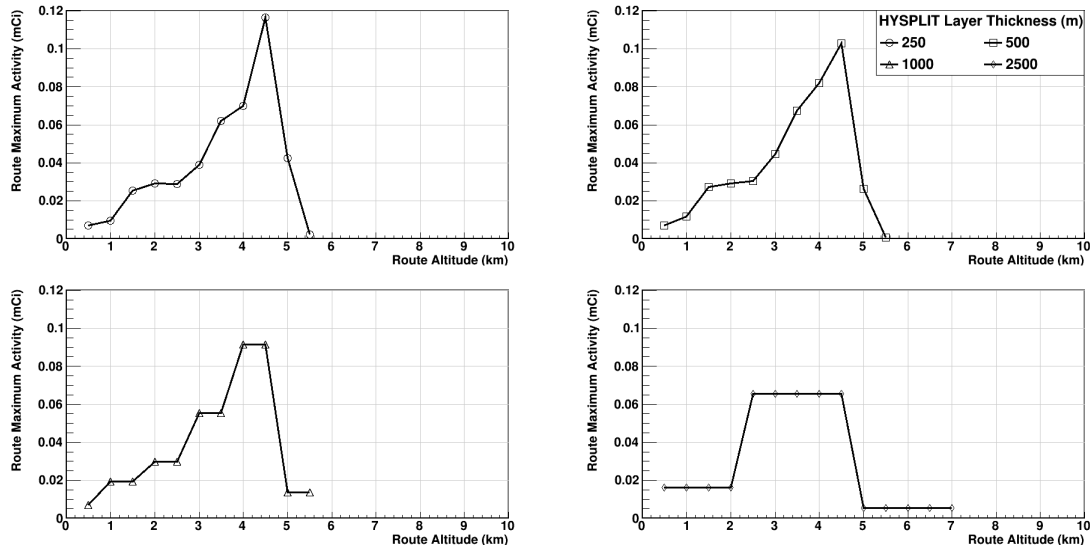 Route Maximum Activity (mCi)
0.12
0.1
0.08
0.06
0.04
0.02
0
0 1 2 3 4 5 6 7 8 9 10
Route Altitude (km)
Route Maximum Activity (mCi)
0.12
0.1
0.08
0.06
0.04
0.02
0
0 1 2 3 4 5 6 7 8 9 10
Route Altitude (km)
HYSPLIT Layer Thickness (m)
250 500
1000 2500
Route Maximum Activity (mCi)
0.12
0.1
0.08
0.06
0.04
0.02
0
0 1 2 3 4 5 6 7 8 9 10
Route Altitude (km)
Route Maximum Activity (mCi)
0.12
0.1
0.08
0.06
0.04
0.02
0
0 1 2 3 4 5 6 7 8 9 10
Route Altitude (km)